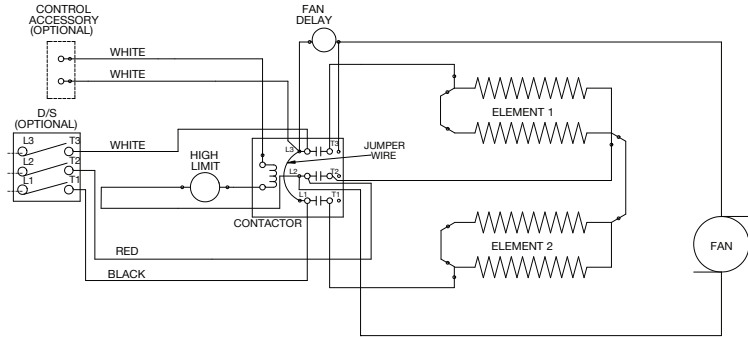 CONTROL
ACCESSORY
(OPTIONAL)
FAN
DELAY
WHITE
WHITE
D/S
(OPTIONAL)
L3 T3
L2 T2
L1 T1
WHITE
HIGH
LIMIT
L3 T3
L2 T2
L1 T1
JUMPER
WIRE
CONTACTOR
ELEMENT 1
ELEMENT 2
FAN
RED
BLACK